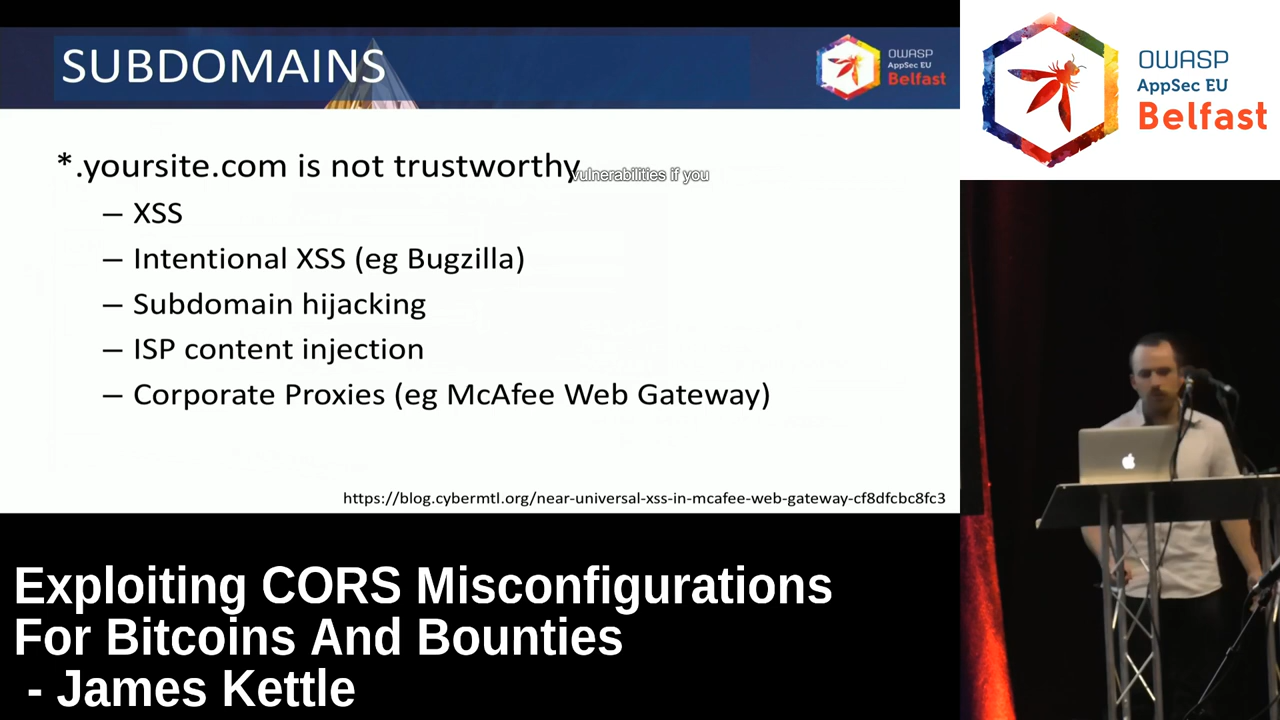 SUBDOMAINS
OWASP
AppSec EU
Belfast
OWASP
AppSec EU
Belfast
*.yoursite.com is not trustworthy
vulnerabilities if you
– XSS
– Intentional XSS (eg Bugzilla)
– Subdomain hijacking
– ISP content injection
– Corporate Proxies (eg McAfee Web Gateway)
https://blog.cybermtl.org/near-universal-xss-in-mcafee-web-gateway-cf8dfcbc8fc3
Exploiting CORS Misconfigurations
For Bitcoins And Bounties
- James Kettle